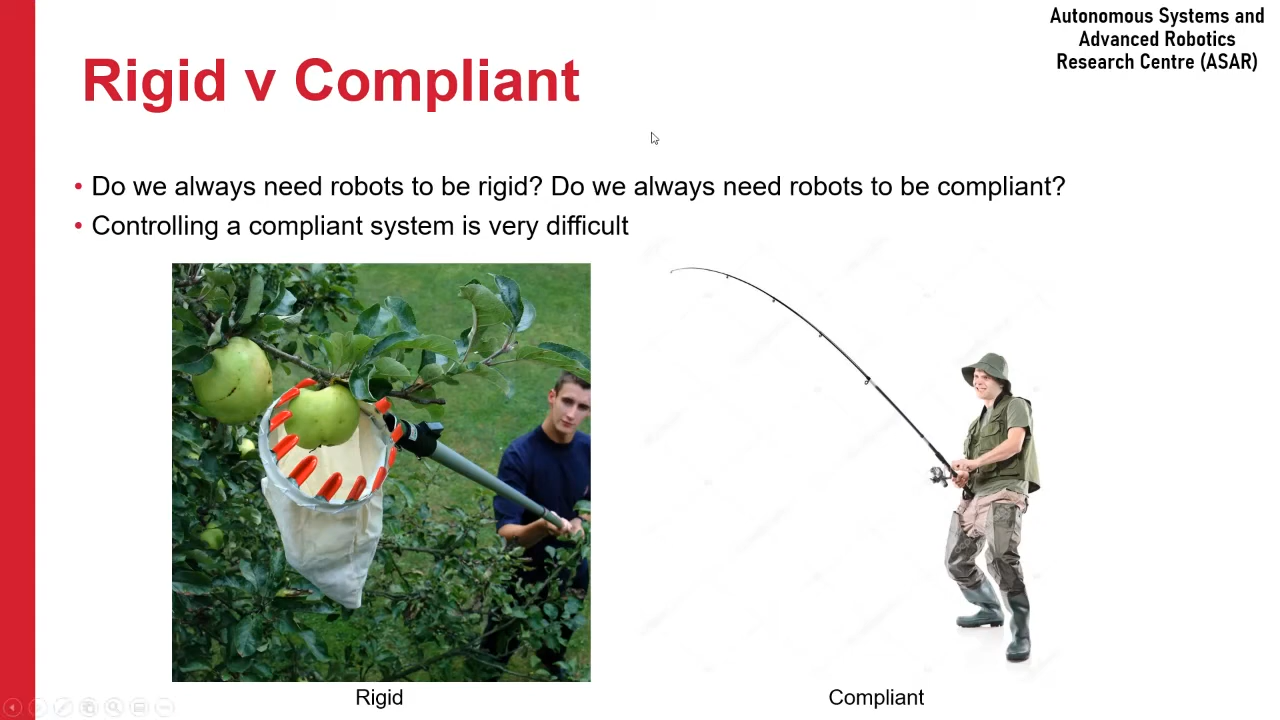 Autonomous Systems and
Advanced Robotics
Research Centre (ASAR)
Rigid v Compliant
• Do we always need robots to be rigid? Do we always need robots to be compliant?
• Controlling a compliant system is very difficult
Rigid
Compliant